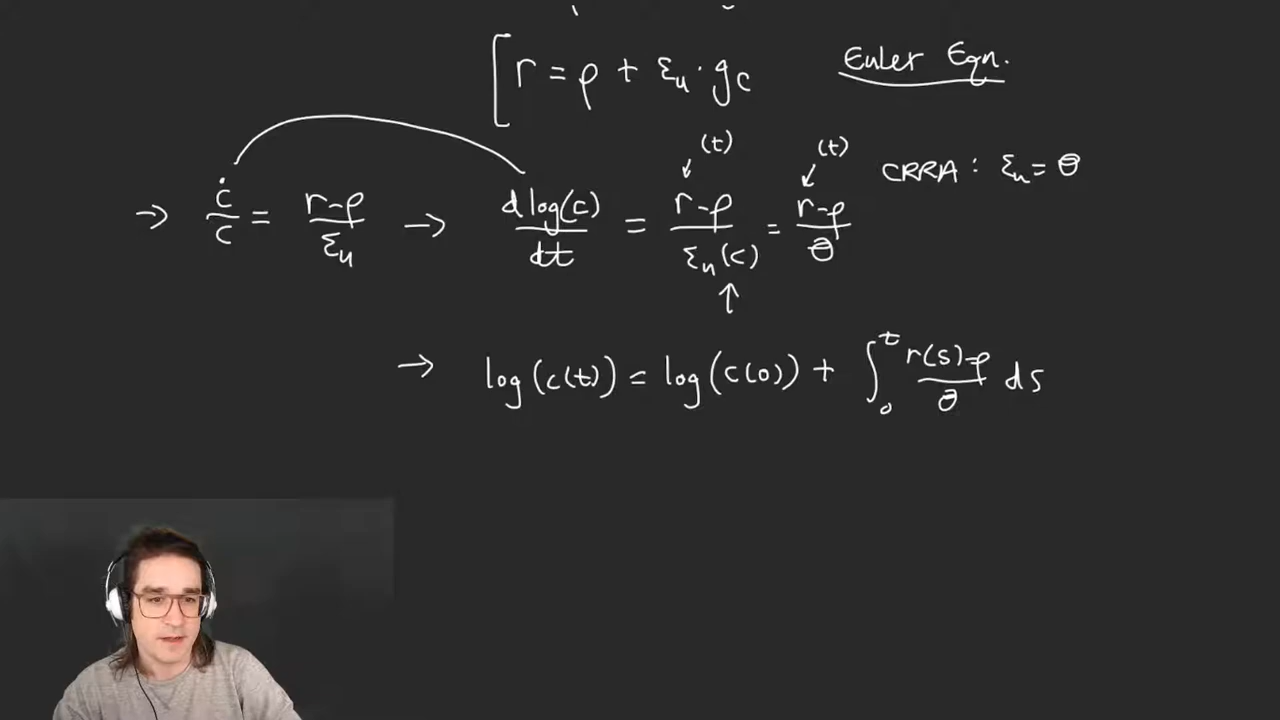 [ r = ρ + ε_u · g_c
Euler Eqn.
(t) (t)
CRRA : ε_u = θ
→ ċ/c = (r-ρ)/ε_u → d log(c)/dt = (r-ρ)/ε_u(c) = (r-ρ)/θ
→ log(c(t)) = log(c(0)) + ∫_0^t (r(s)-ρ)/θ ds